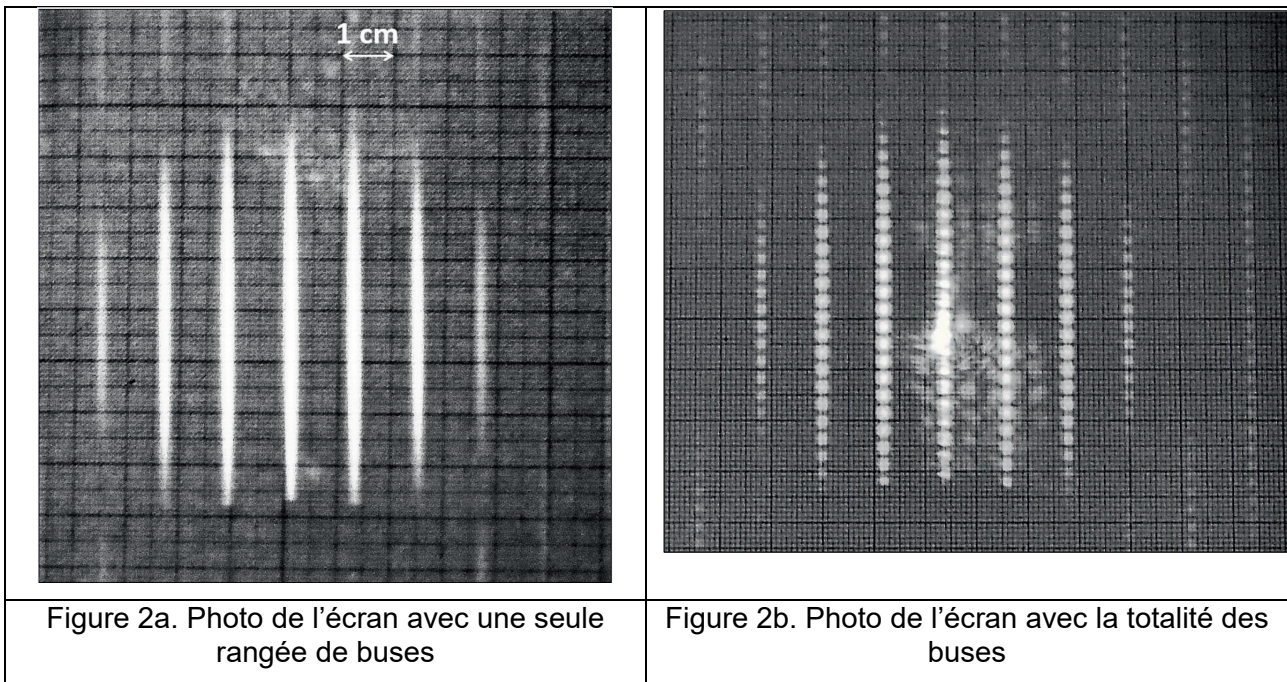 1 cm
Figure 2a. Photo de l’écran avec une seule
rangée de buses
Figure 2b. Photo de l’écran avec la totalité des
buses